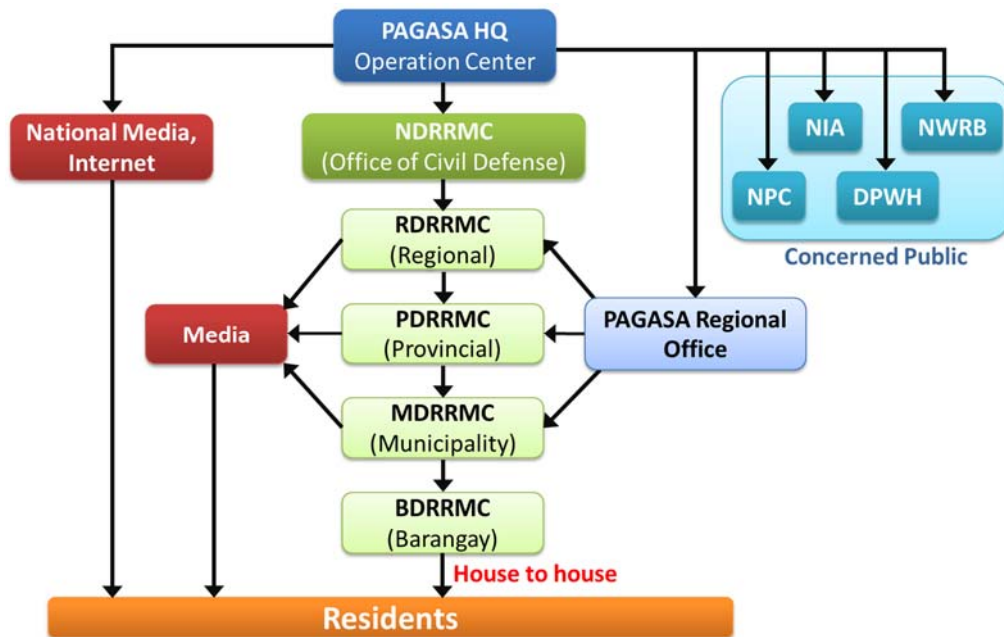 PAGASA HQ
Operation Center
National Media,
Internet
NDRRMC
(Office of Civil Defense)
NIA
NWRB
NPC
DPWH
Concerned Public
RDRRMC
(Regional)
Media
PDRRMC
(Provincial)
PAGASA Regional
Office
MDRRMC
(Municipality)
BDRRMC
(Barangay)
House to house
Residents